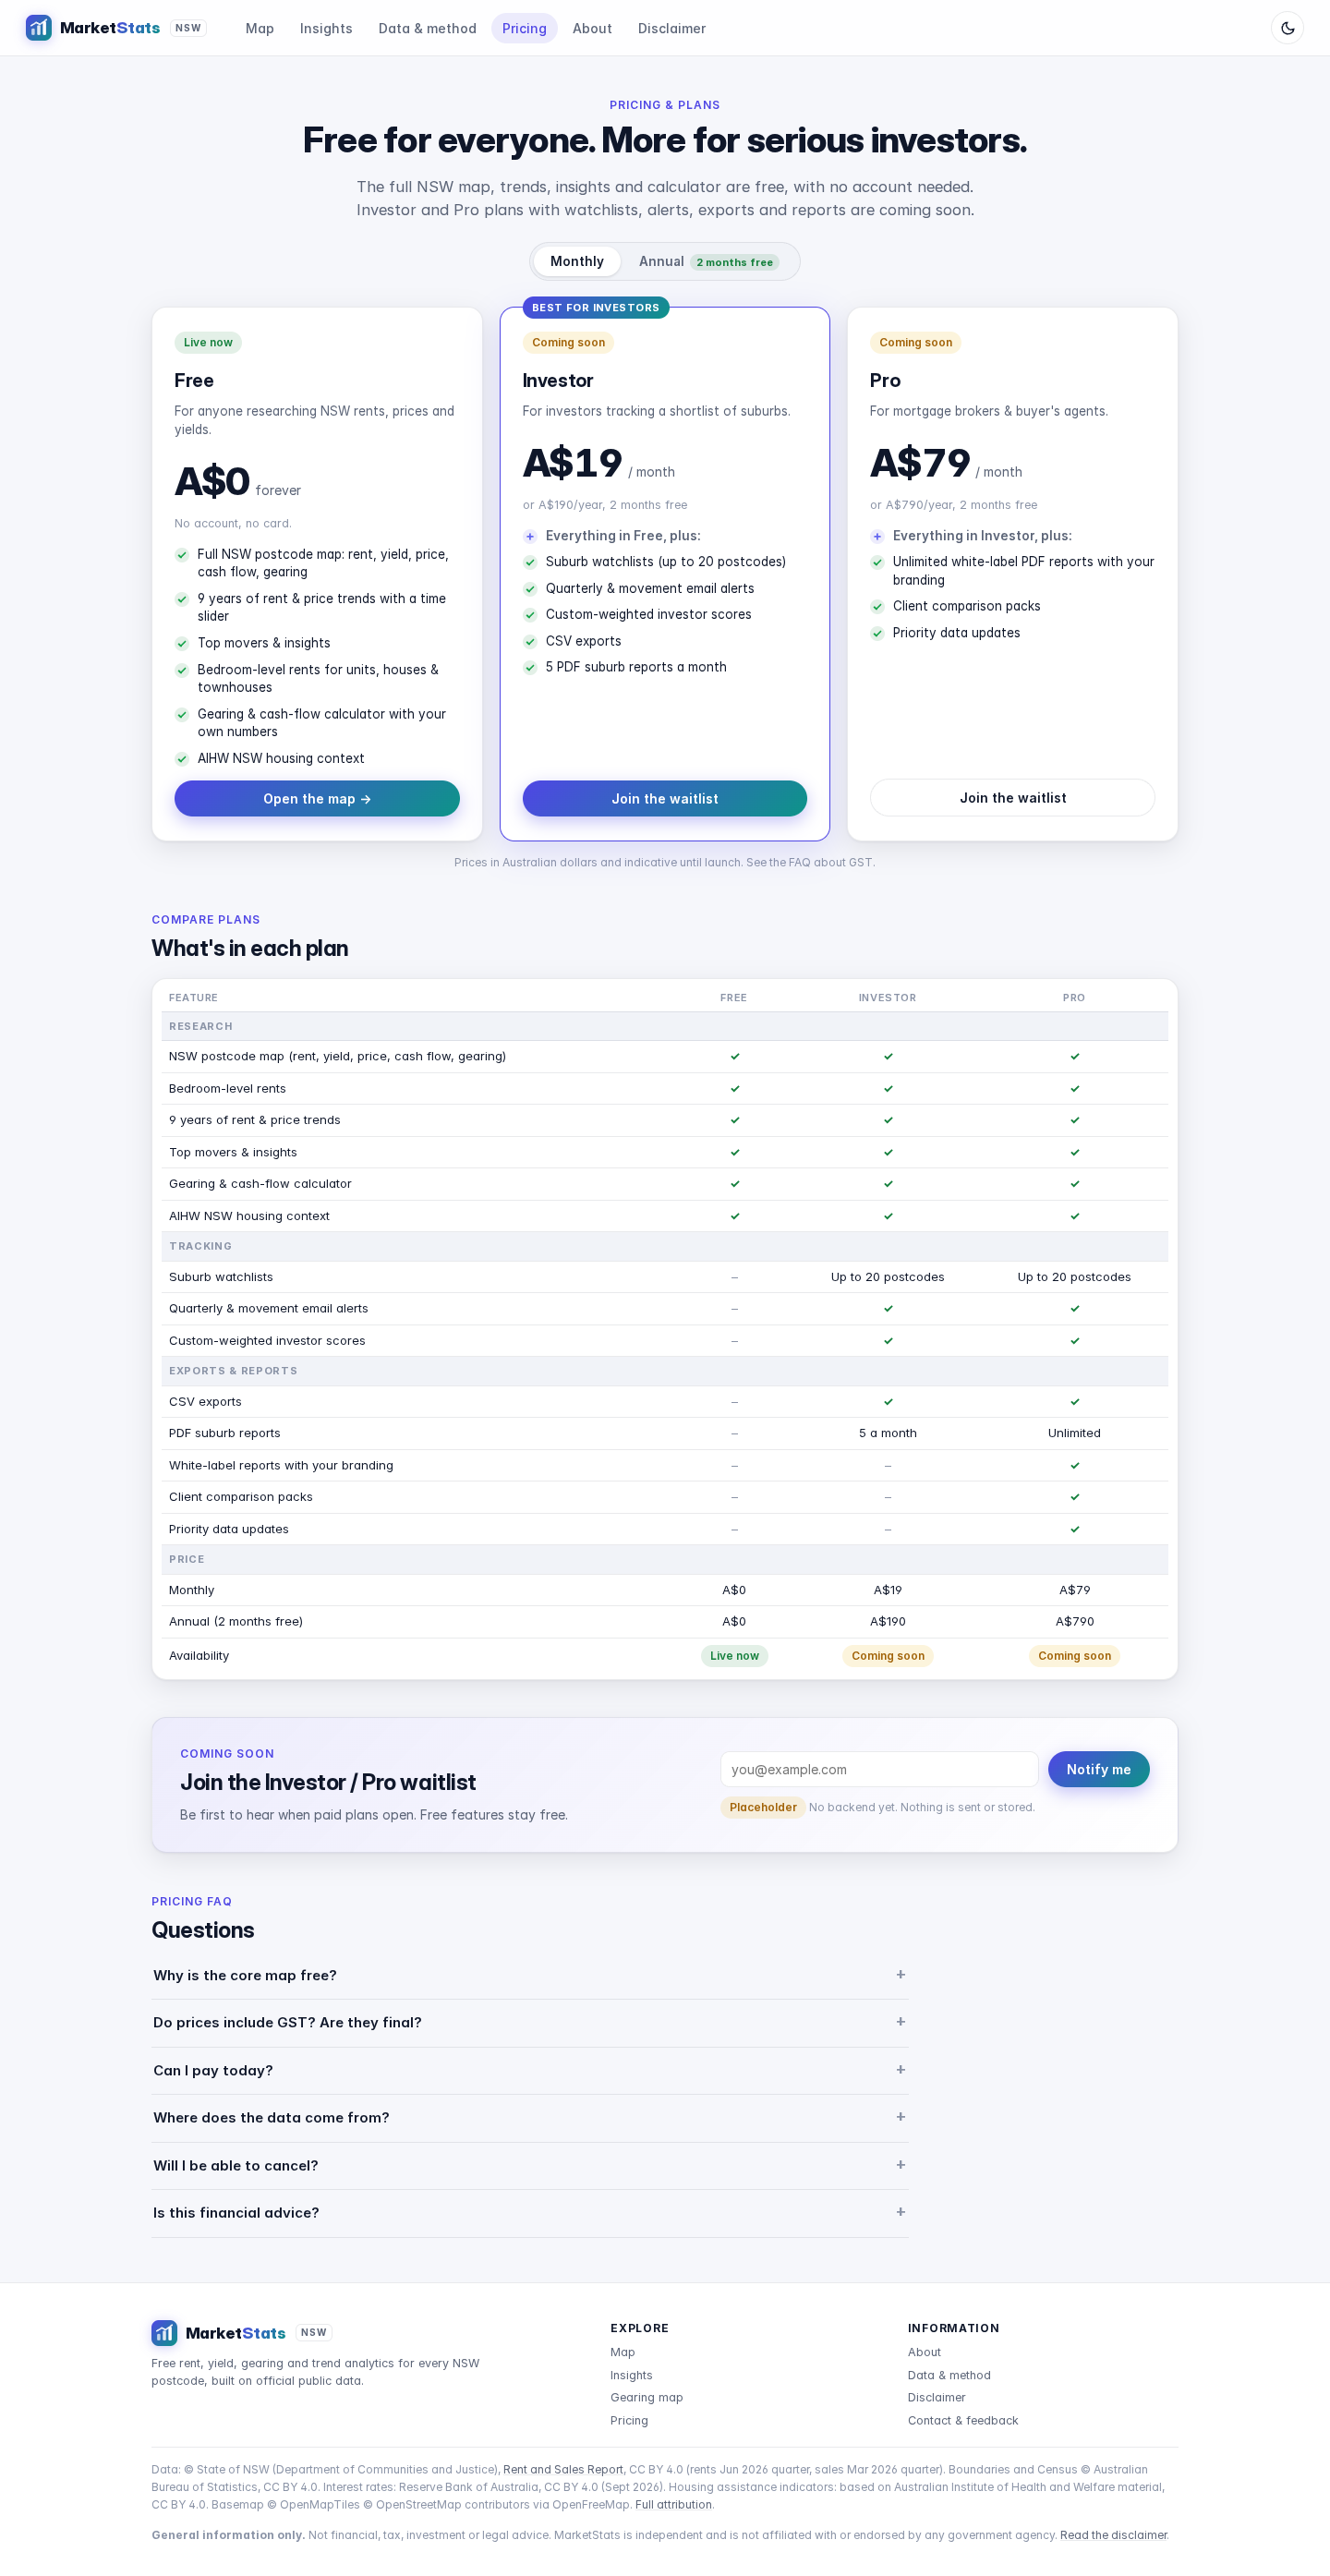 MarketStats NSW Map Insights Data & method Pricing About Disclaimer
PRICING & PLANS
Free for everyone. More for serious investors.
The full NSW map, trends, insights and calculator are free, with no account needed.
Investor and Pro plans with watchlists, alerts, exports and reports are coming soon.
Monthly Annual 2 months free
Live now
Free
For anyone researching NSW rents, prices and
yields.
A$0 forever
No account, no card.
Full NSW postcode map: rent, yield, price,
cash flow, gearing
9 years of rent & price trends with a time
slider
Top movers & insights
Bedroom-level rents for units, houses &
townhouses
Gearing & cash-flow calculator with your
own numbers
AIHW NSW housing context
Open the map →
BEST FOR INVESTORS
Coming soon
Investor
For investors tracking a shortlist of suburbs.
A$19 / month
or A$190/year, 2 months free
+ Everything in Free, plus:
Suburb watchlists (up to 20 postcodes)
Quarterly & movement email alerts
Custom-weighted investor scores
CSV exports
5 PDF suburb reports a month
Join the waitlist
Coming soon
Pro
For mortgage brokers & buyer's agents.
A$79 / month
or A$790/year, 2 months free
+ Everything in Investor, plus:
Unlimited white-label PDF reports with your
branding
Client comparison packs
Priority data updates
Join the waitlist
Prices in Australian dollars and indicative until launch. See the FAQ about GST.
COMPARE PLANS
What's in each plan
FEATURE FREE INVESTOR PRO
RESEARCH
NSW postcode map (rent, yield, price, cash flow, gearing) ✓ ✓ ✓
Bedroom-level rents ✓ ✓ ✓
9 years of rent & price trends ✓ ✓ ✓
Top movers & insights ✓ ✓ ✓
Gearing & cash-flow calculator ✓ ✓ ✓
AIHW NSW housing context ✓ ✓ ✓
TRACKING
Suburb watchlists – Up to 20 postcodes Up to 20 postcodes
Quarterly & movement email alerts – ✓ ✓
Custom-weighted investor scores – ✓ ✓
EXPORTS & REPORTS
CSV exports – ✓ ✓
PDF suburb reports – 5 a month Unlimited
White-label reports with your branding – – ✓
Client comparison packs – – ✓
Priority data updates – – ✓
PRICE
Monthly A$0 A$19 A$79
Annual (2 months free) A$0 A$190 A$790
Availability Live now Coming soon Coming soon
COMING SOON
Join the Investor / Pro waitlist
Be first to hear when paid plans open. Free features stay free.
you@example.com Notify me
Placeholder No backend yet. Nothing is sent or stored.
PRICING FAQ
Questions
Why is the core map free? +
Do prices include GST? Are they final? +
Can I pay today? +
Where does the data come from? +
Will I be able to cancel? +
Is this financial advice? +
MarketStats NSW
Free rent, yield, gearing and trend analytics for every NSW
postcode, built on official public data.
EXPLORE
Map
Insights
Gearing map
Pricing
INFORMATION
About
Data & method
Disclaimer
Contact & feedback
Data: © State of NSW (Department of Communities and Justice), Rent and Sales Report, CC BY 4.0 (rents Jun 2026 quarter, sales Mar 2026 quarter). Boundaries and Census © Australian
Bureau of Statistics, CC BY 4.0. Interest rates: Reserve Bank of Australia, CC BY 4.0 (Sept 2026). Housing assistance indicators: based on Australian Institute of Health and Welfare material,
CC BY 4.0. Basemap © OpenMapTiles © OpenStreetMap contributors via OpenFreeMap. Full attribution.
General information only. Not financial, tax, investment or legal advice. MarketStats is independent and is not affiliated with or endorsed by any government agency. Read the disclaimer.